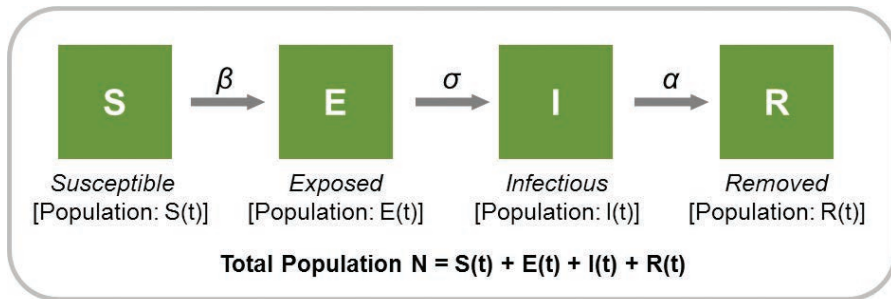 β σ α
S E I R
Susceptible Exposed Infectious Removed
[Population: S(t)] [Population: E(t)] [Population: I(t)] [Population: R(t)]
Total Population N = S(t) + E(t) + I(t) + R(t)